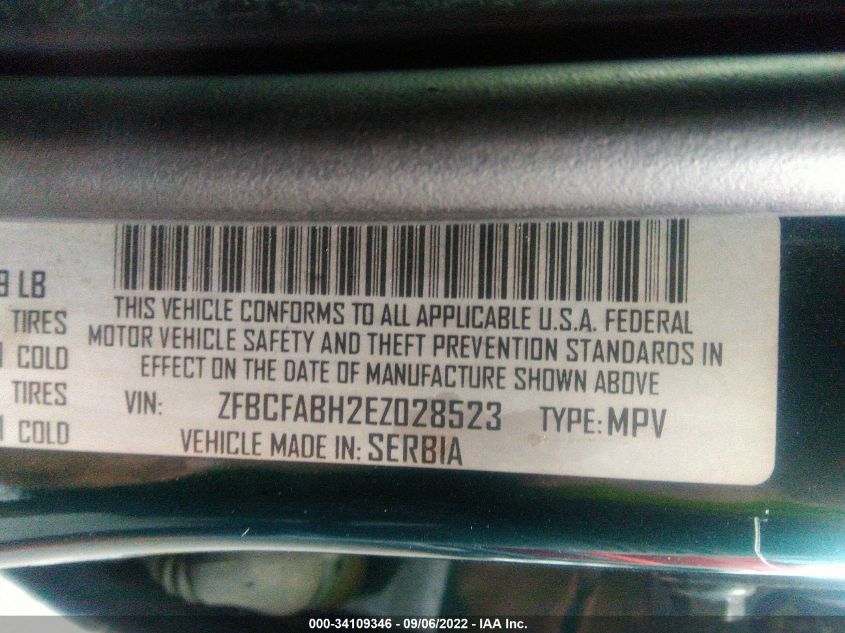 LB
TIRES
COLD
TIRES
COLD
THIS VEHICLE CONFORMS TO ALL APPLICABLE U.S.A. FEDERAL
MOTOR VEHICLE SAFETY AND THEFT PREVENTION STANDARDS IN
EFFECT ON THE DATE OF MANUFACTURE SHOWN ABOVE
VIN: ZFBCFABH2EZ028523 TYPE: MPV
VEHICLE MADE IN: SERBIA
000-34109346 - 09/06/2022 - IAA Inc.